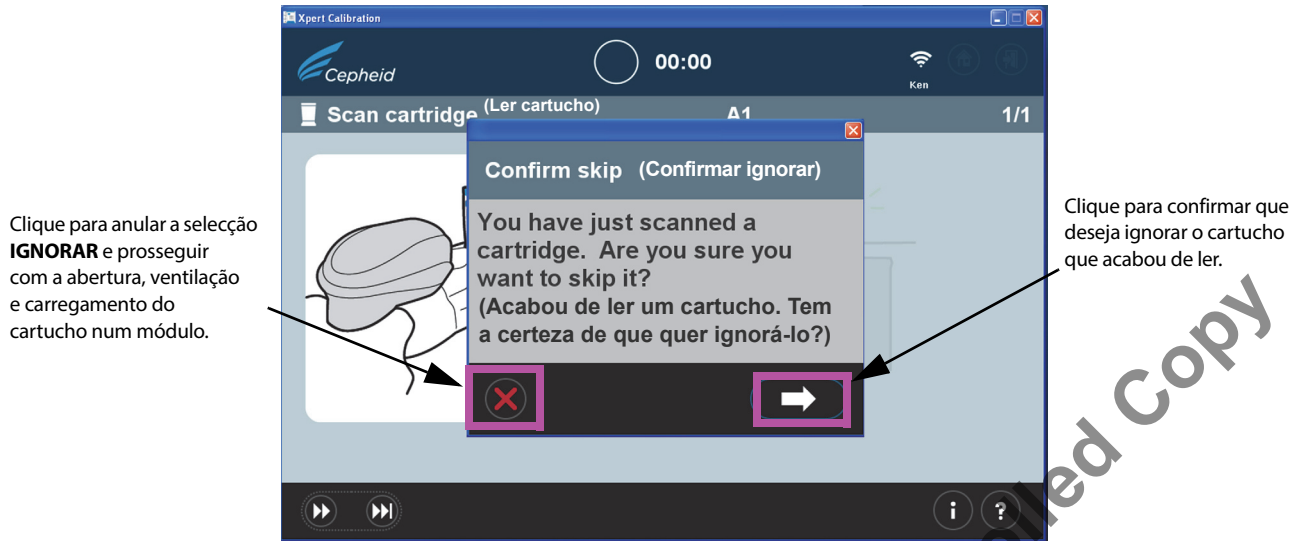 Xpert Calibration
Cepheid
00:00
Ken
Scan cartridge (Ler cartucho)
A1
1/1
Confirm skip (Confirmar ignorar)
You have just scanned a
cartridge. Are you sure you
want to skip it?
(Acabou de ler um cartucho. Tem
a certeza de que quer ignorá-lo?)
Clique para anular a selecção
IGNORAR e prosseguir
com a abertura, ventilação
e carregamento do
cartucho num módulo.
Clique para confirmar que
deseja ignorar o cartucho
que acabou de ler.
i
?
Copy